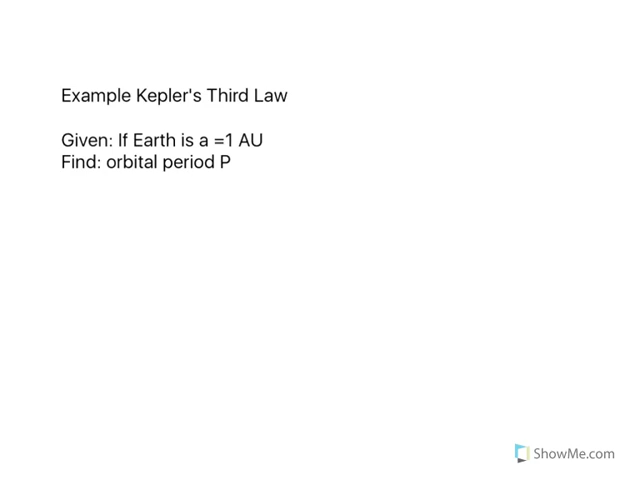 Example Kepler's Third Law
Given: If Earth is a =1 AU
Find: orbital period P
ShowMe.com